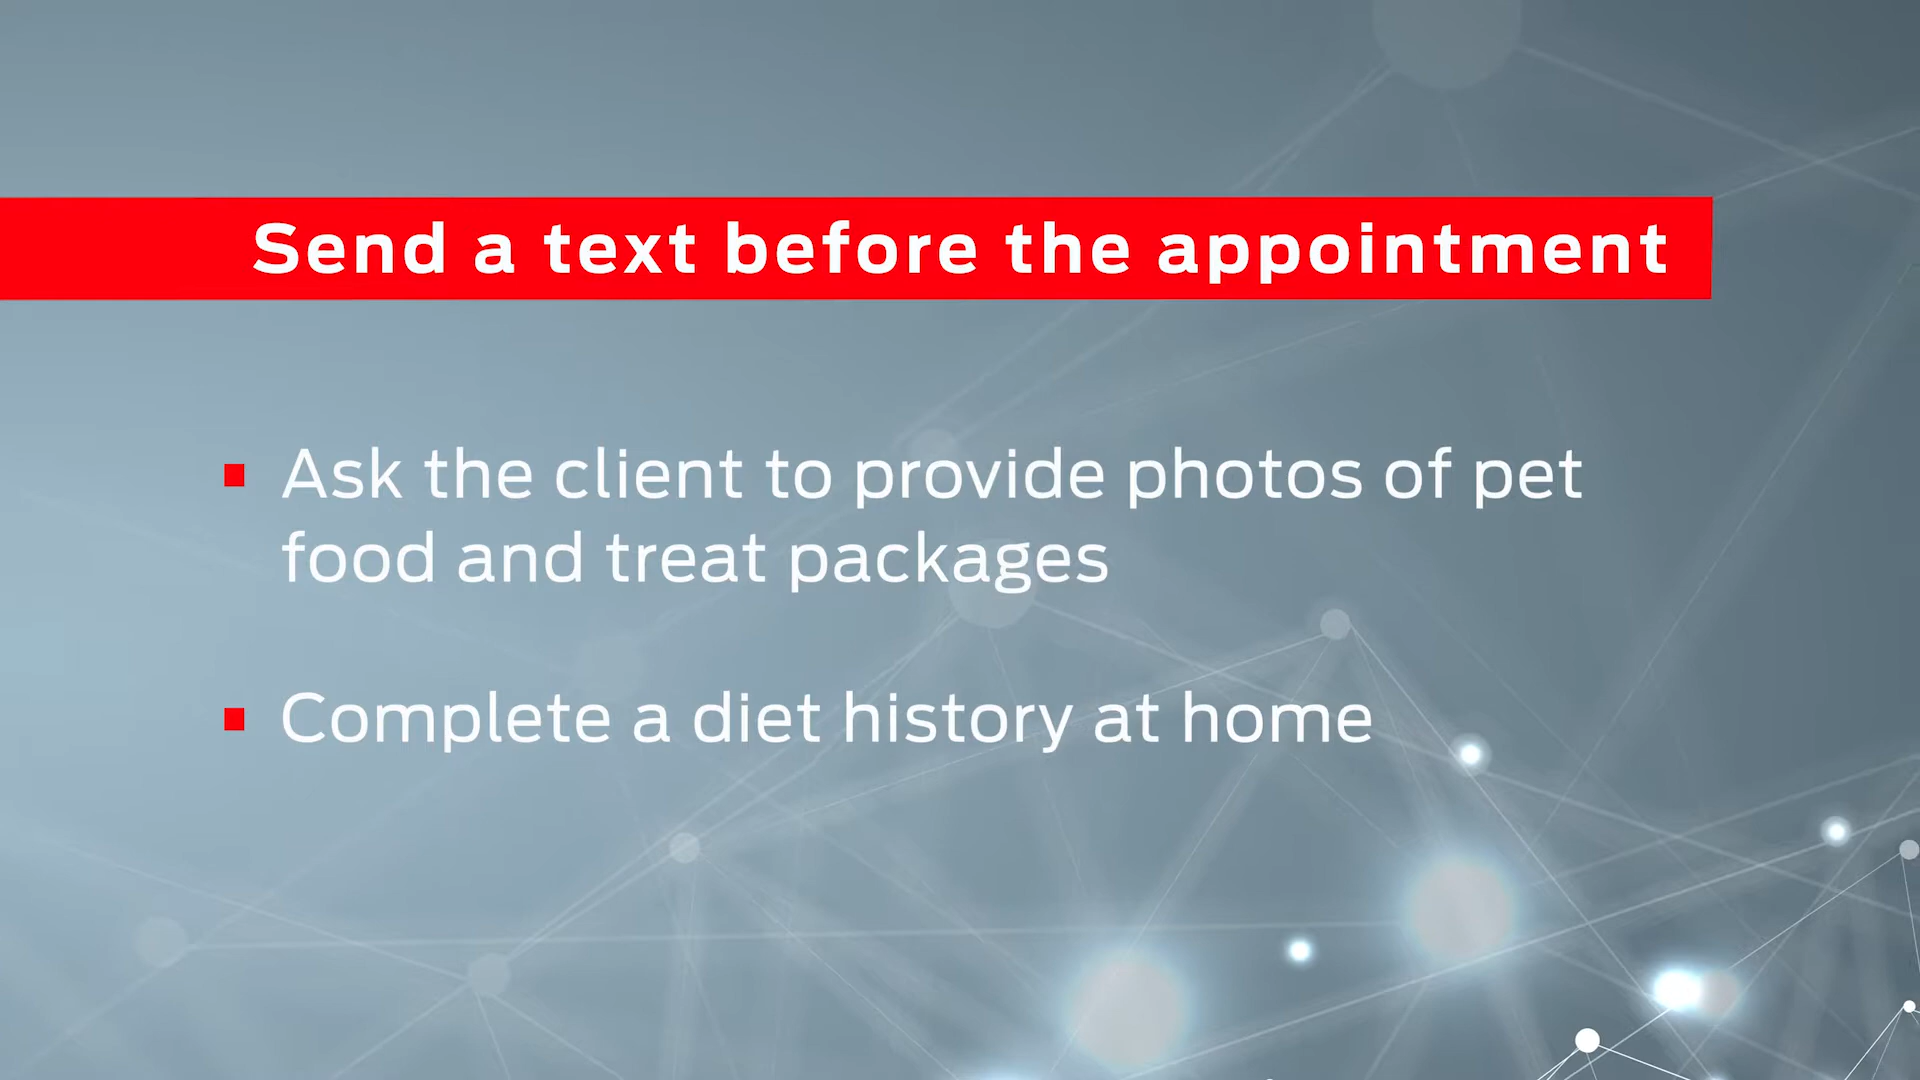 Send a text before the appointment
Ask the client to provide photos of pet
food and treat packages
Complete a diet history at home